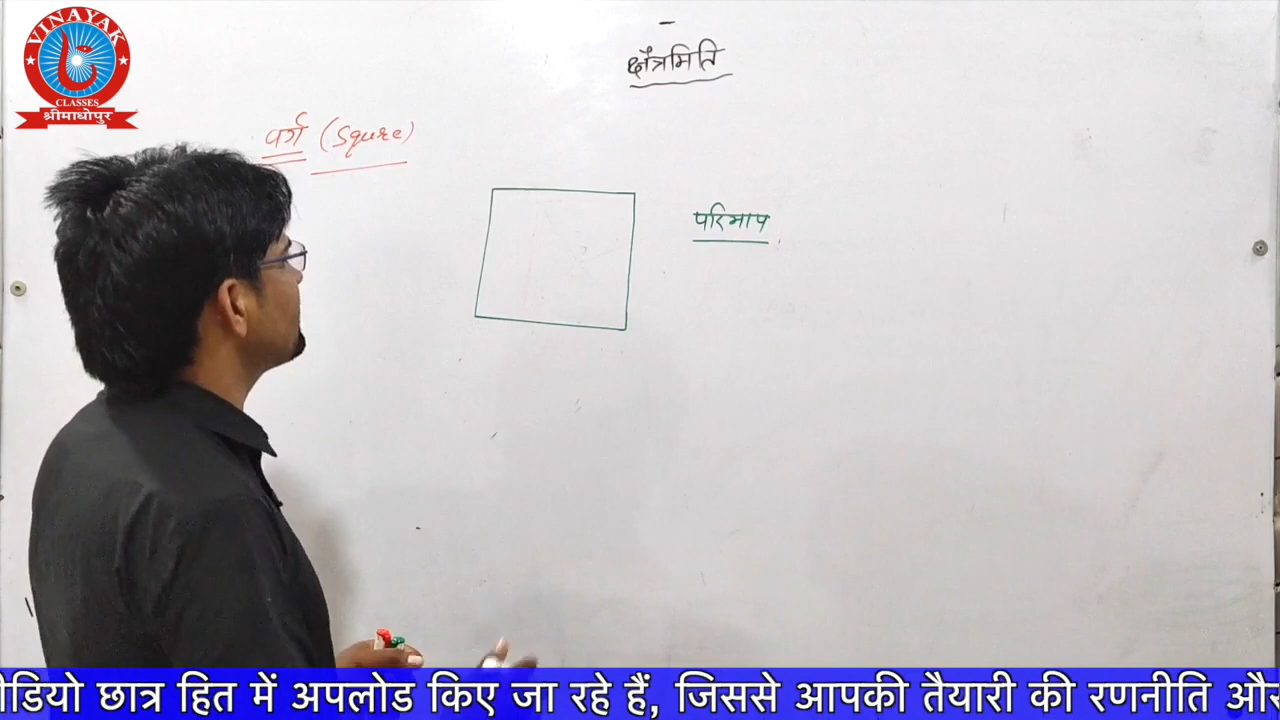 VINAYAK
CLASSES
श्रीमाधोपुर
क्षैत्रमिति
वर्ग (Squre)
परिमाप
ीडियो छात्र हित में अपलोड किए जा रहे हैं, जिससे आपकी तैयारी की रणनीति और